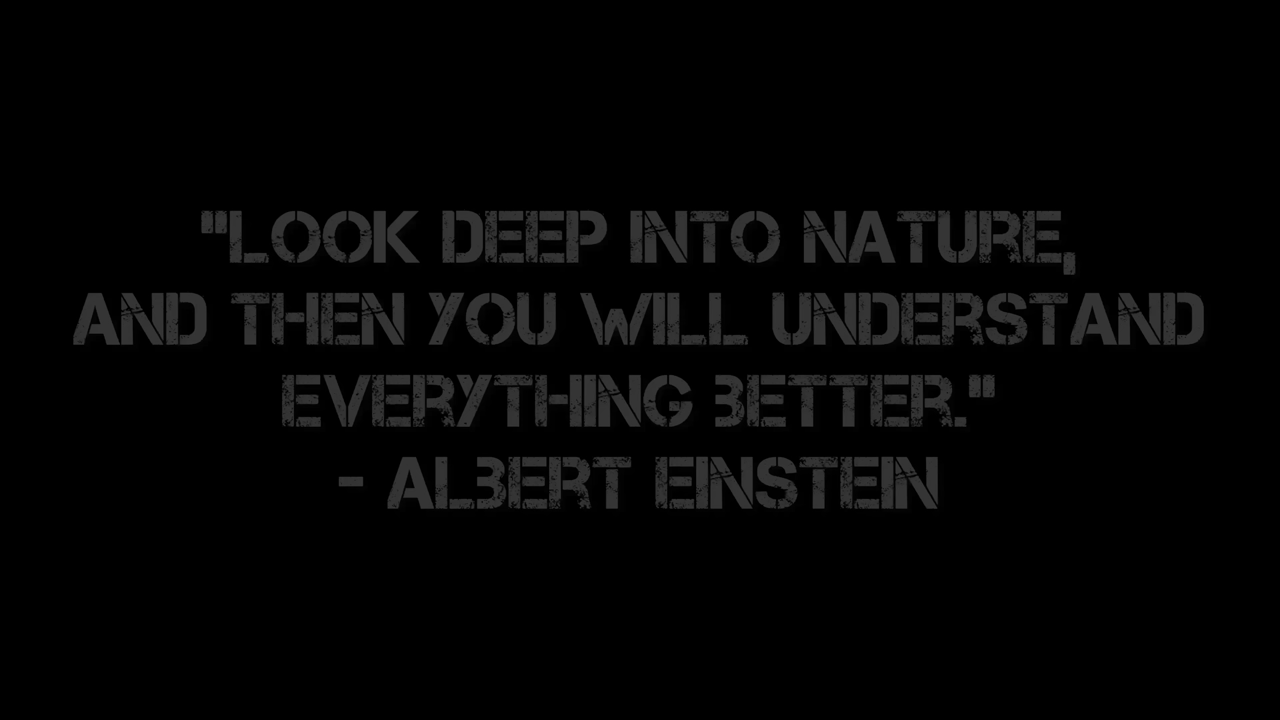 "LOOK DEEP INTO NATURE,
AND THEN YOU WILL UNDERSTAND
EVERYTHING BETTER."
- ALBERT EINSTEIN